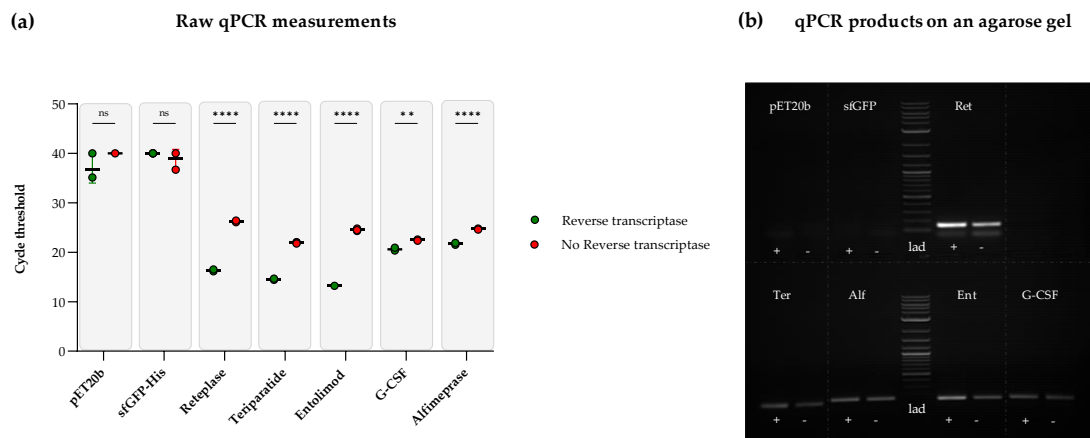 (a) Raw qPCR measurements
50
40
30
20
10
0
Cycle threshold
ns
ns
****
****
****
**
****
pET20b
sfGFP-His
Reteplase
Teriparatide
Entolimod
G-CSF
Alfimeprase
Reverse transcriptase
No Reverse transcriptase
(b) qPCR products on an agarose gel
pET20b sfGFP Ret
+ - + - lad + -
Ter Alf Ent G-CSF
+ - + - lad + - + -